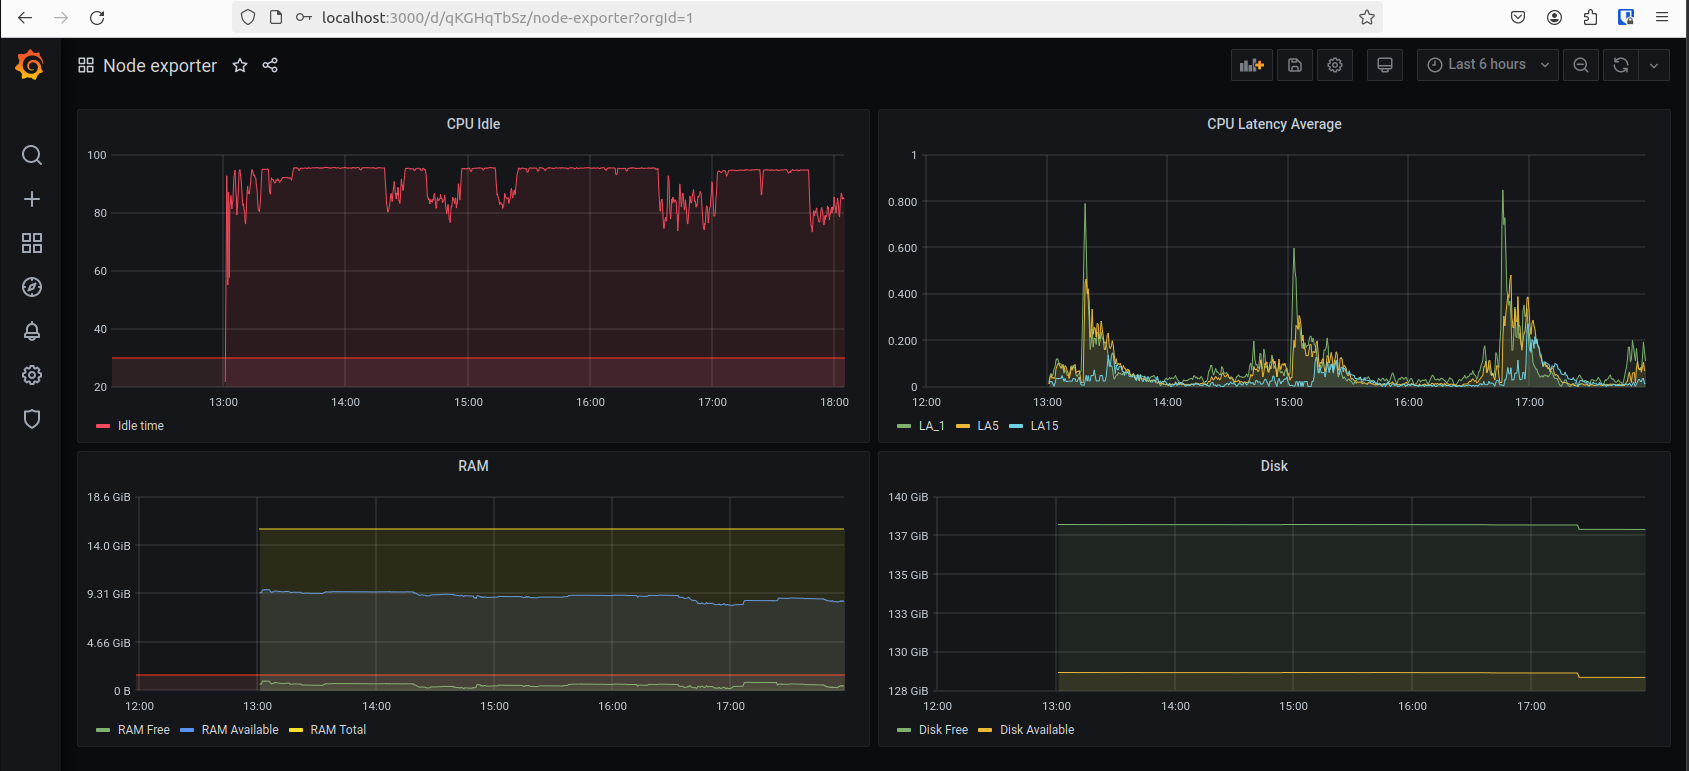 localhost:3000/d/qKGHqTbSz/node-exporter?orgId=1
Node exporter
Last 6 hours
CPU Idle
100
80
60
40
20
13:00 14:00 15:00 16:00 17:00 18:00
Idle time
CPU Latency Average
1
0.800
0.600
0.400
0.200
0
12:00 13:00 14:00 15:00 16:00 17:00
LA_1 LA5 LA15
RAM
18.6 GiB
14.0 GiB
9.31 GiB
4.66 GiB
0 B
12:00 13:00 14:00 15:00 16:00 17:00
RAM Free RAM Available RAM Total
Disk
140 GiB
137 GiB
135 GiB
133 GiB
130 GiB
128 GiB
12:00 13:00 14:00 15:00 16:00 17:00
Disk Free Disk Available